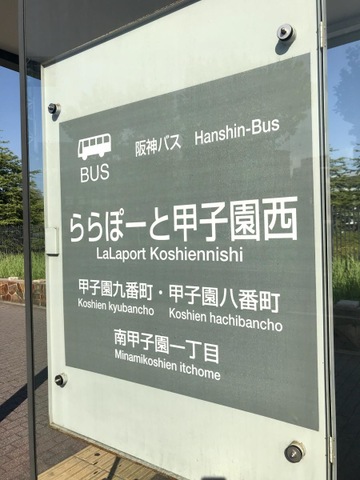 阪神バス Hanshin-Bus
BUS
ららぽーと甲子園西
LaLaport Koshiennishi
甲子園九番町・甲子園八番町
Koshien kyubancho Koshien hachibancho
南甲子園一丁目
Minamikoshien itchome